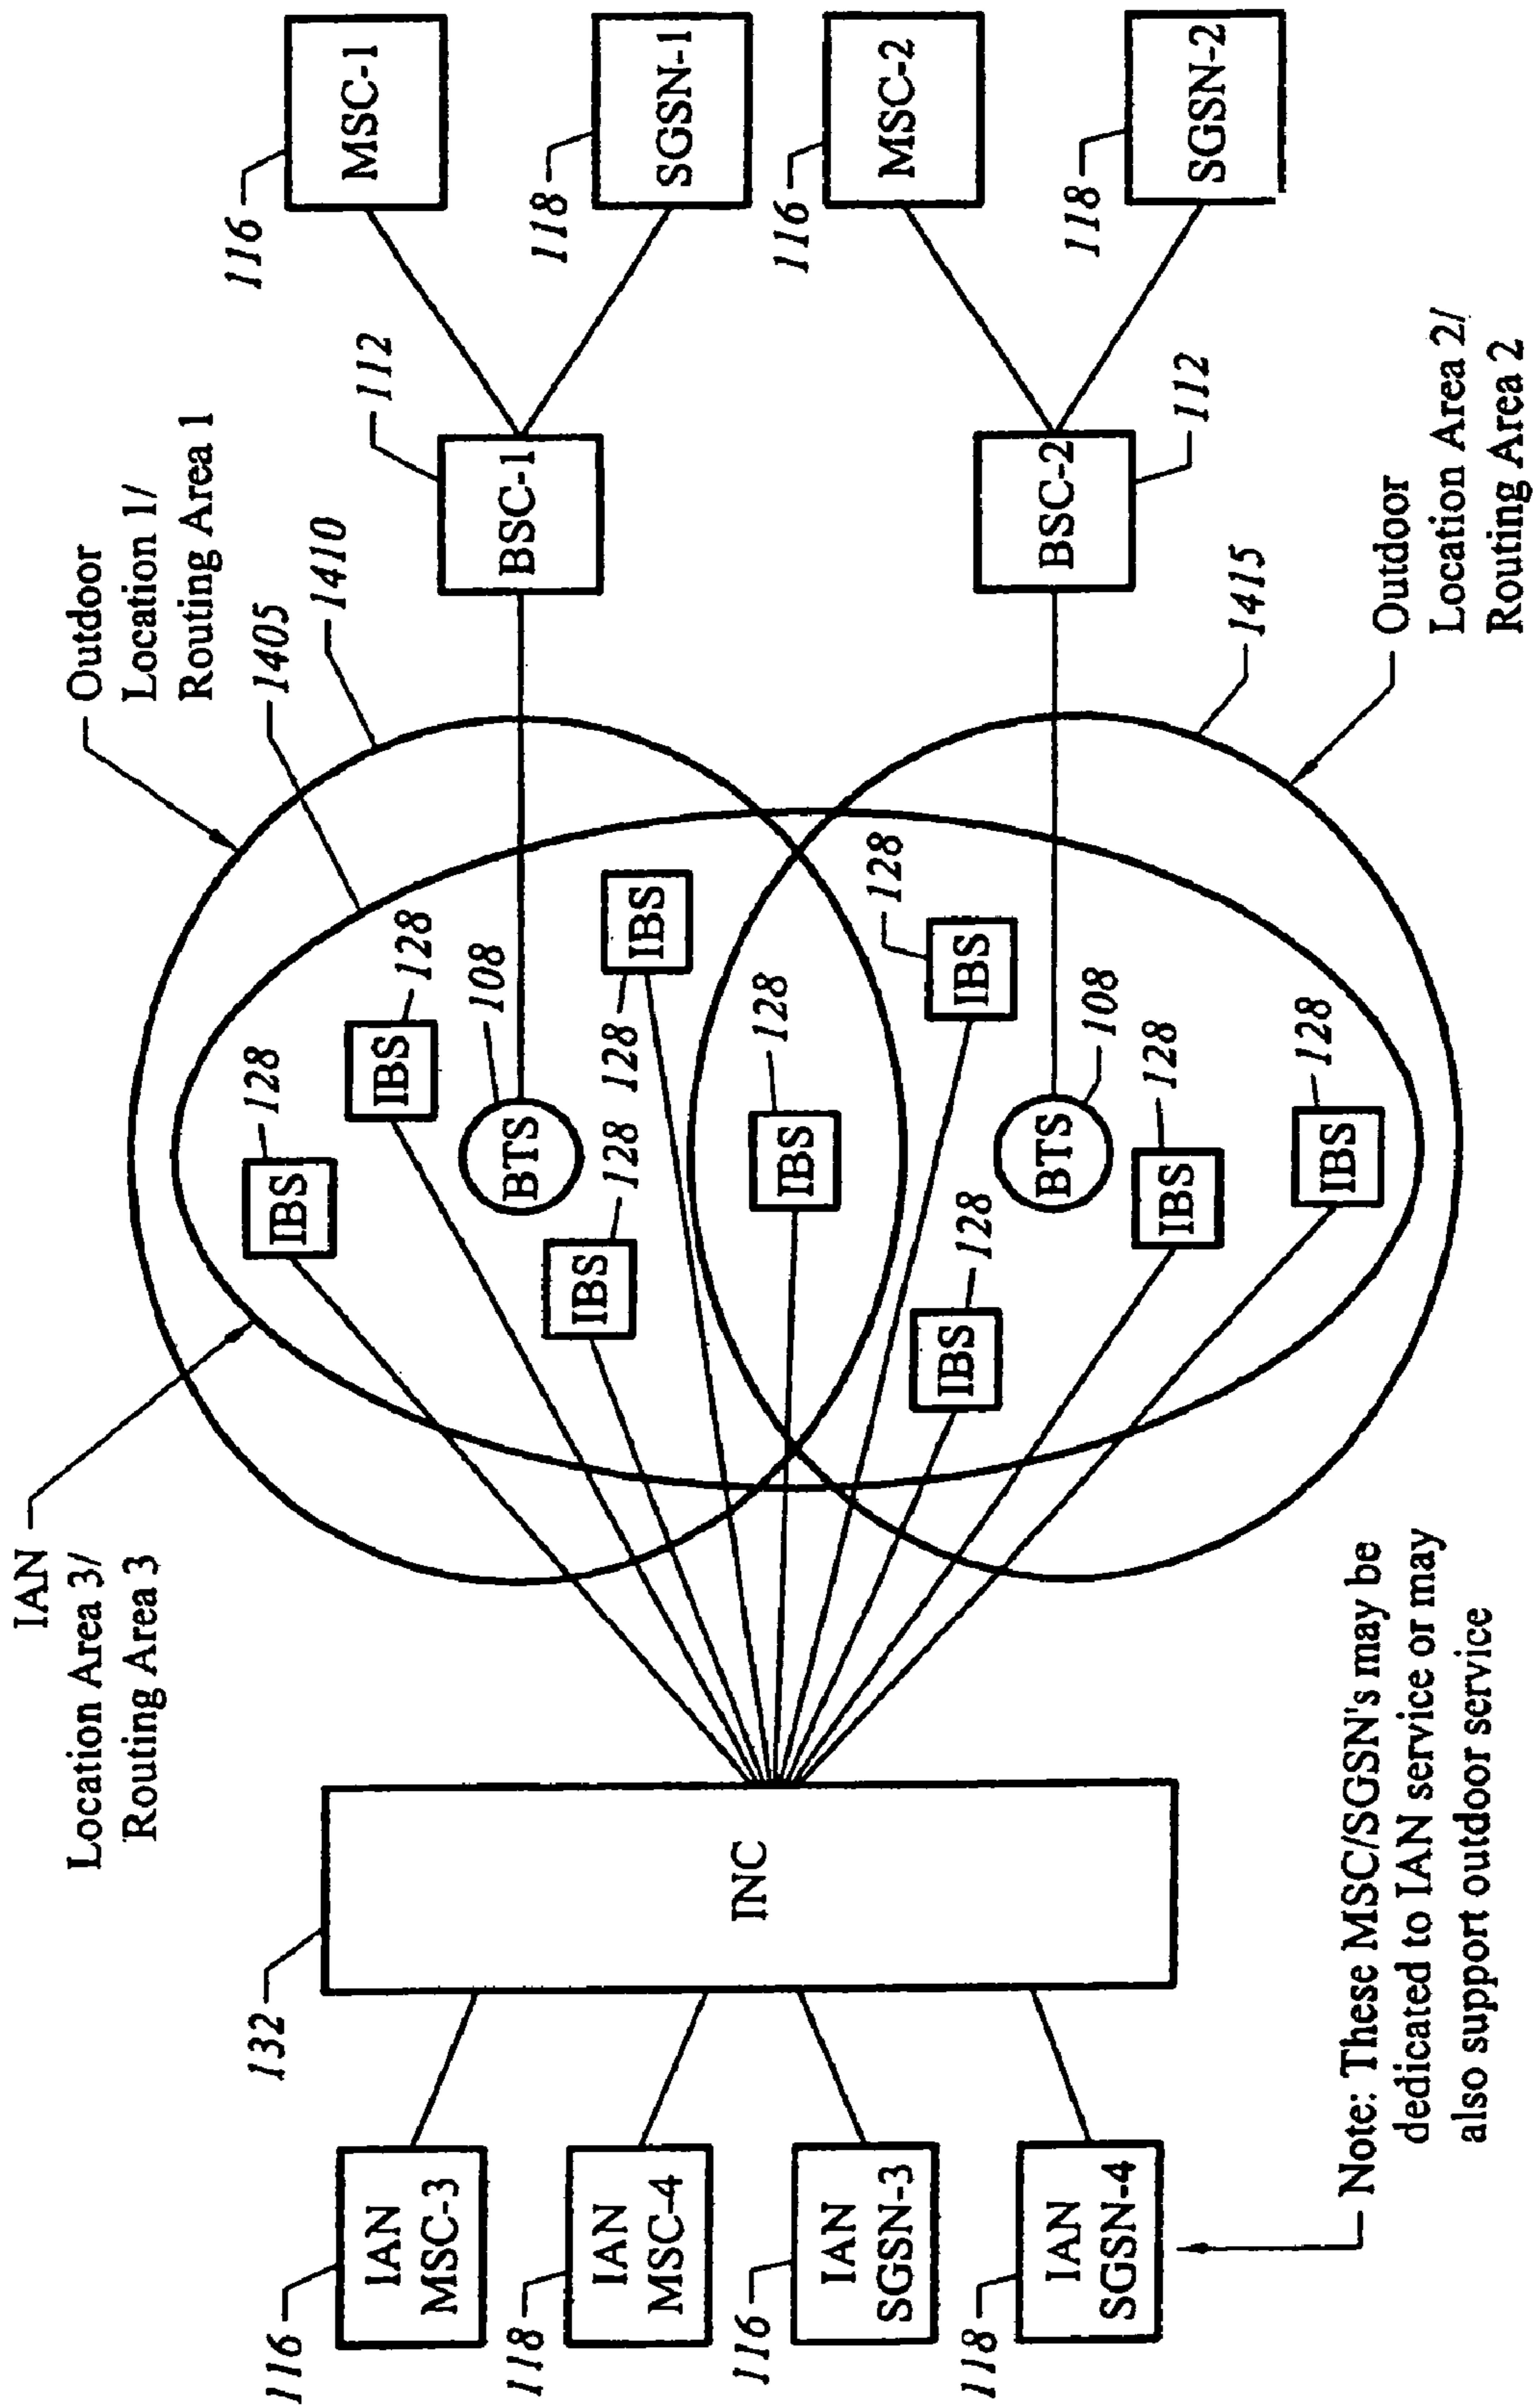 IAN
Location Area 3/
Routing Area 3
Outdoor
Location 1/
Routing Area 1
1405
1410
116
IAN
MSC-3
118
IAN
MSC-4
116
IAN
SGSN-3
118
IAN
SGSN-4
132
INC
128
IBS
128
IBS
108
BTS
128
IBS
128
IBS
128
IBS
128
IBS
128
IBS
108
BTS
128
IBS
128
IBS
112
BSC-1
112
BSC-2
116
MSC-1
118
SGSN-1
116
MSC-2
118
SGSN-2
1415
Outdoor
Location Area 2/
Routing Area 2
Note: These MSC/SGSN's may be
dedicated to IAN service or may
also support outdoor service